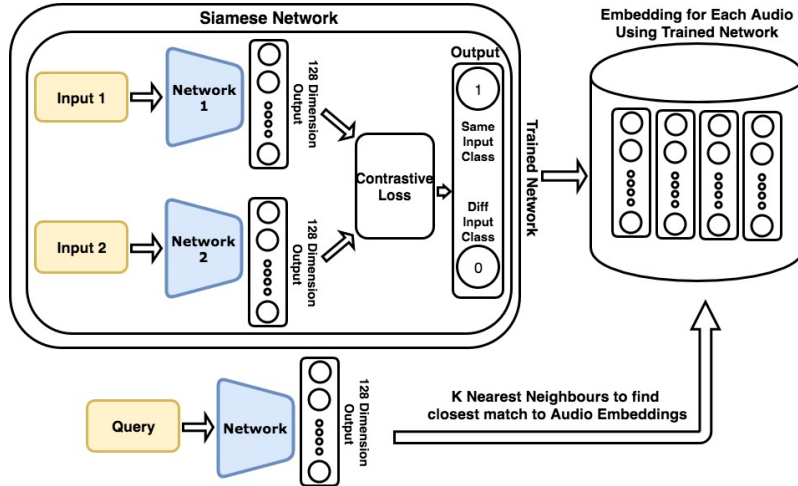 Siamese Network
Input 1
Network
1
128 Dimension
Output
Input 2
Network
2
128 Dimension
Output
Contrastive
Loss
Output
1
Same
Input
Class
Diff
Input
Class
0
Trained Network
Embedding for Each Audio
Using Trained Network
Query
Network
128 Dimension
Output
K Nearest Neighbours to find
closest match to Audio Embeddings